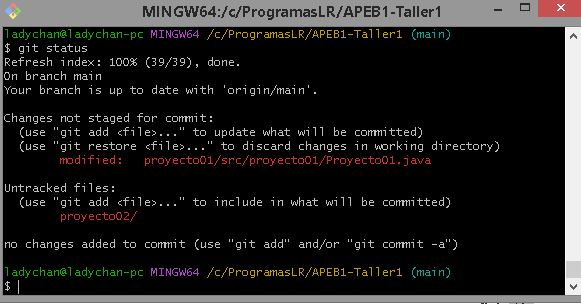 MINGW64:/c/ProgramasLR/APEB1-Taller1
ladychan@ladychan-pc MINGW64 /c/ProgramasLR/APEB1-Taller1 (main)
$ git status
Refresh index: 100% (39/39), done.
On branch main
Your branch is up to date with 'origin/main'.
Changes not staged for commit:
(use "git add <file>..." to update what will be committed)
(use "git restore <file>..." to discard changes in working directory)
modified: proyecto01/src/proyecto01/Proyecto01.java
Untracked files:
(use "git add <file>..." to include in what will be committed)
proyecto02/
no changes added to commit (use "git add" and/or "git commit -a")
ladychan@ladychan-pc MINGW64 /c/ProgramasLR/APEB1-Taller1 (main)
$